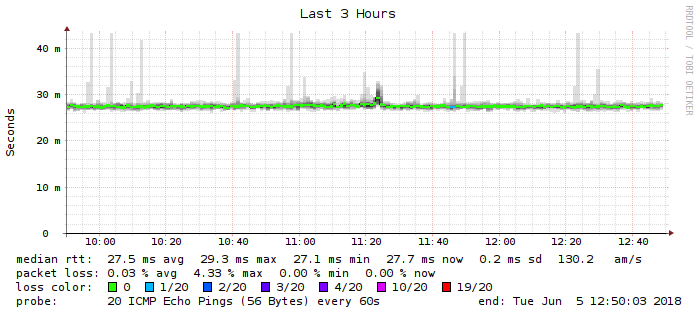 Last 3 Hours
RRDTOOL / TOBI OETIKER
Seconds
40 m
30 m
20 m
10 m
0
10:00 10:20 10:40 11:00 11:20 11:40 12:00 12:20 12:40
median rtt: 27.5 ms avg 29.3 ms max 27.1 ms min 27.7 ms now 0.2 ms sd 130.2 am/s
packet loss: 0.03 % avg 4.33 % max 0.00 % min 0.00 % now
loss color: 0 1/20 2/20 3/20 4/20 10/20 19/20
probe: 20 ICMP Echo Pings (56 Bytes) every 60s end: Tue Jun 5 12:50:03 2018